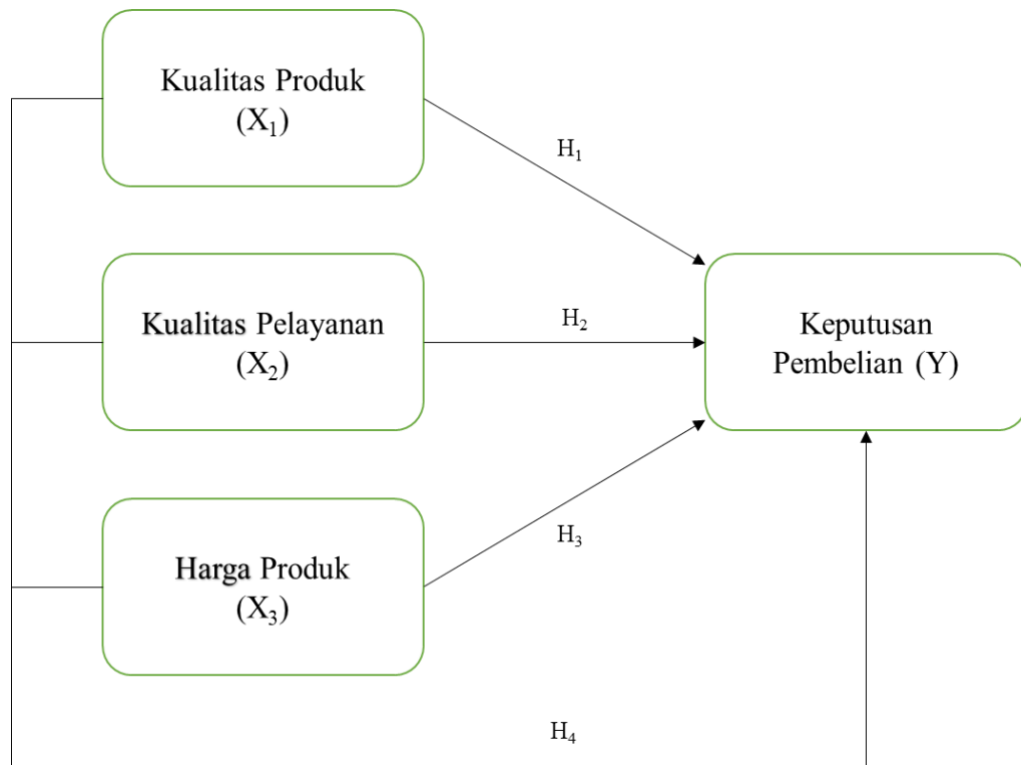 Kualitas Produk
(X₁)
H₁
Kualitas Pelayanan
(X₂)
H₂
Keputusan
Pembelian (Y)
Harga Produk
(X₃)
H₃
H₄